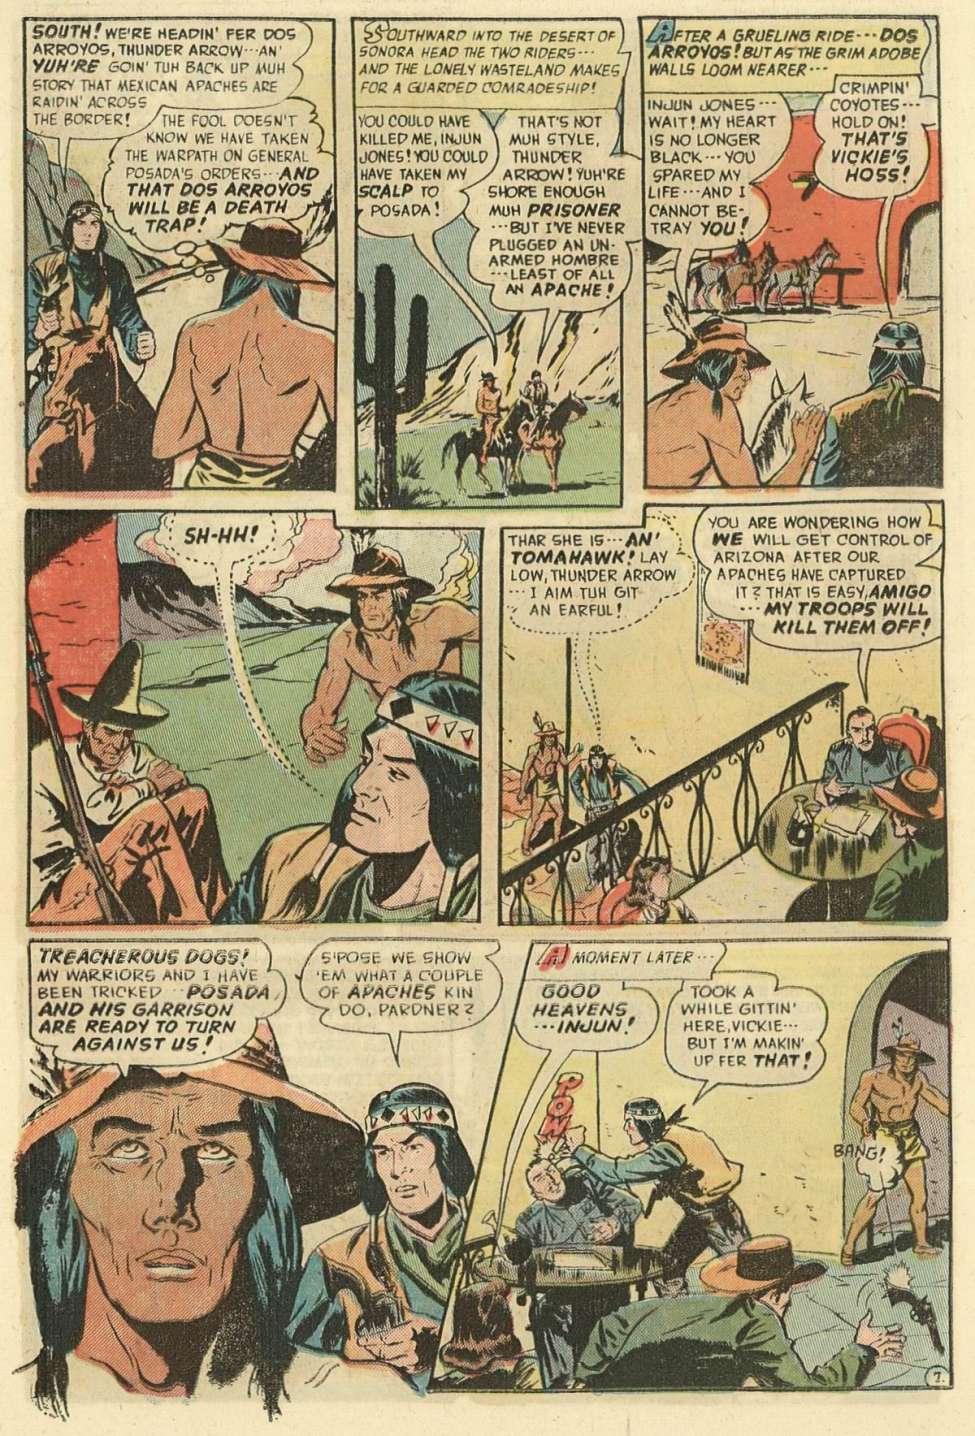 SOUTH! WE'RE HEADIN' FER DOS
ARROYOS, THUNDER ARROW---AN'
YUH'RE GOIN' TUH BACK UP MUH
STORY THAT MEXICAN APACHES ARE
RAIDIN' ACROSS
THE BORDER!
THE FOOL DOESN'T
KNOW WE HAVE TAKEN
THE WARPATH ON GENERAL
POSADA'S ORDERS---AND
THAT DOS ARROYOS
WILL BE A DEATH
TRAP!
SOUTHWARD INTO THE DESERT OF
SONORA HEAD THE TWO RIDERS---
AND THE LONELY WASTELAND MAKES
FOR A GUARDED COMRADESHIP!
YOU COULD HAVE
KILLED ME, INJUN
JONES! YOU COULD
HAVE TAKEN MY
SCALP TO
POSADA!
THAT'S NOT
MUH STYLE,
THUNDER
ARROW! YUH'RE
SHORE ENOUGH
MUH PRISONER
---BUT I'VE NEVER
PLUGGED AN UN-
ARMED HOMBRE
---LEAST OF ALL
AN APACHE!
AFTER A GRUELING RIDE---DOS
ARROYOS! BUT AS THE GRIM ADOBE
WALLS LOOM NEARER---
INJUN JONES---
WAIT! MY HEART
IS NO LONGER
BLACK---YOU
SPARED MY
LIFE---AND I
CANNOT BE-
TRAY YOU!
CRIMPIN'
COYOTES---
HOLD ON!
THAT'S
VICKIE'S
HOSS!
SH-HH!
THAR SHE IS---AN'
TOMAHAWK! LAY
LOW, THUNDER ARROW
---I AIM TUH GIT
AN EARFUL!
YOU ARE WONDERING HOW
WE WILL GET CONTROL OF
ARIZONA AFTER OUR
APACHES HAVE CAPTURED
IT? THAT IS EASY, AMIGO
---MY TROOPS WILL
KILL THEM OFF!
TREACHEROUS DOGS!
MY WARRIORS AND I HAVE
BEEN TRICKED---POSADA
AND HIS GARRISON
ARE READY TO TURN
AGAINST US!
S'POSE WE SHOW
'EM WHAT A COUPLE
OF APACHES KIN
DO, PARDNER?
A MOMENT LATER---
GOOD
HEAVENS
---INJUN!
TOOK A
WHILE GITTIN'
HERE, VICKIE---
BUT I'M MAKIN'
UP FER THAT!
POW
BANG!
7.